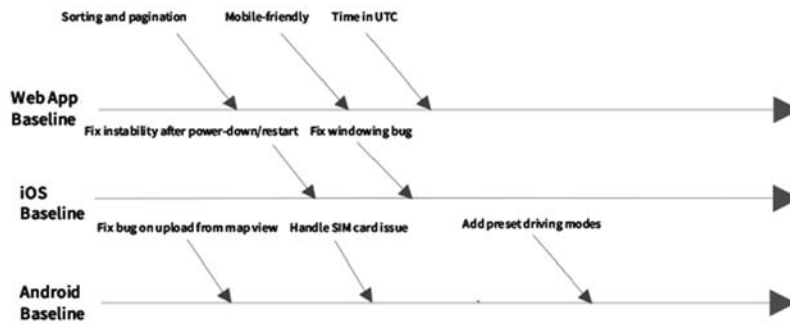 Sorting and pagination
Mobile-friendly
Time in UTC
Web App
Baseline
Fix instability after power-down/restart
Fix windowing bug
iOS
Baseline
Fix bug on upload from map view
Handle SIM card issue
Add preset driving modes
Android
Baseline